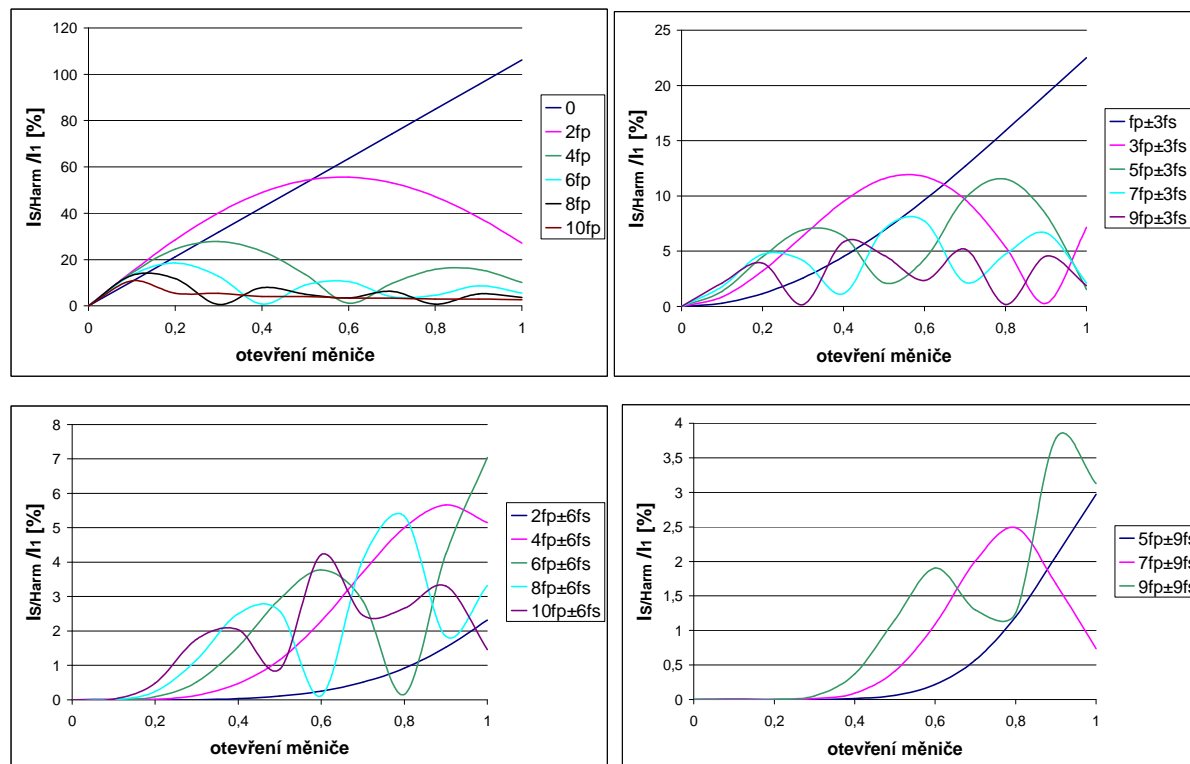 Is/Harm /I1 [%]
120
100
80
60
40
20
0
0
0,2
0,4
0,6
0,8
1
otevření měniče
0
2fp
4fp
6fp
8fp
10fp
Is/Harm /I1 [%]
25
20
15
10
5
0
0
0,2
0,4
0,6
0,8
1
otevření měniče
fp±3fs
3fp±3fs
5fp±3fs
7fp±3fs
9fp±3fs
Is/Harm /I1 [%]
8
7
6
5
4
3
2
1
0
0
0,2
0,4
0,6
0,8
1
otevření měniče
2fp±6fs
4fp±6fs
6fp±6fs
8fp±6fs
10fp±6fs
Is/Harm /I1 [%]
4
3,5
3
2,5
2
1,5
1
0,5
0
0
0,2
0,4
0,6
0,8
1
otevření měniče
5fp±9fs
7fp±9fs
9fp±9fs